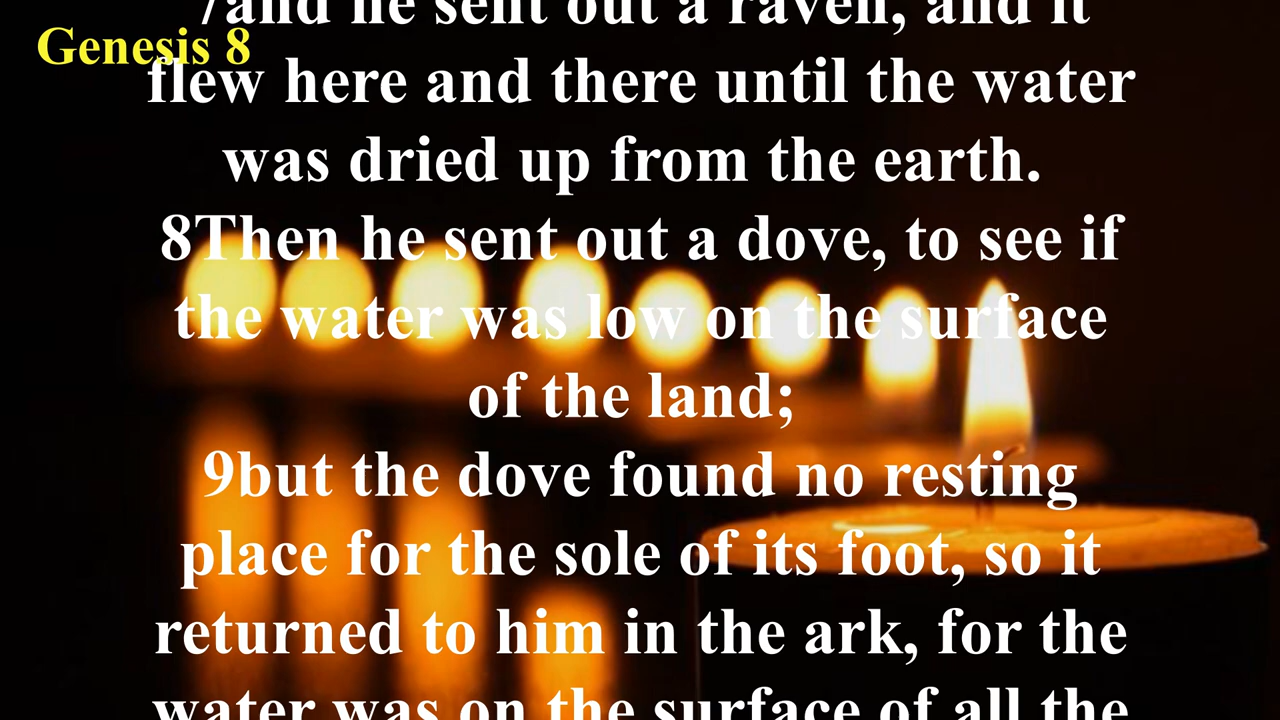 7and he sent out a raven, and it
Genesis 8
flew here and there until the water
was dried up from the earth.
8Then he sent out a dove, to see if
the water was low on the surface
of the land;
9but the dove found no resting
place for the sole of its foot, so it
returned to him in the ark, for the
water was on the surface of all the